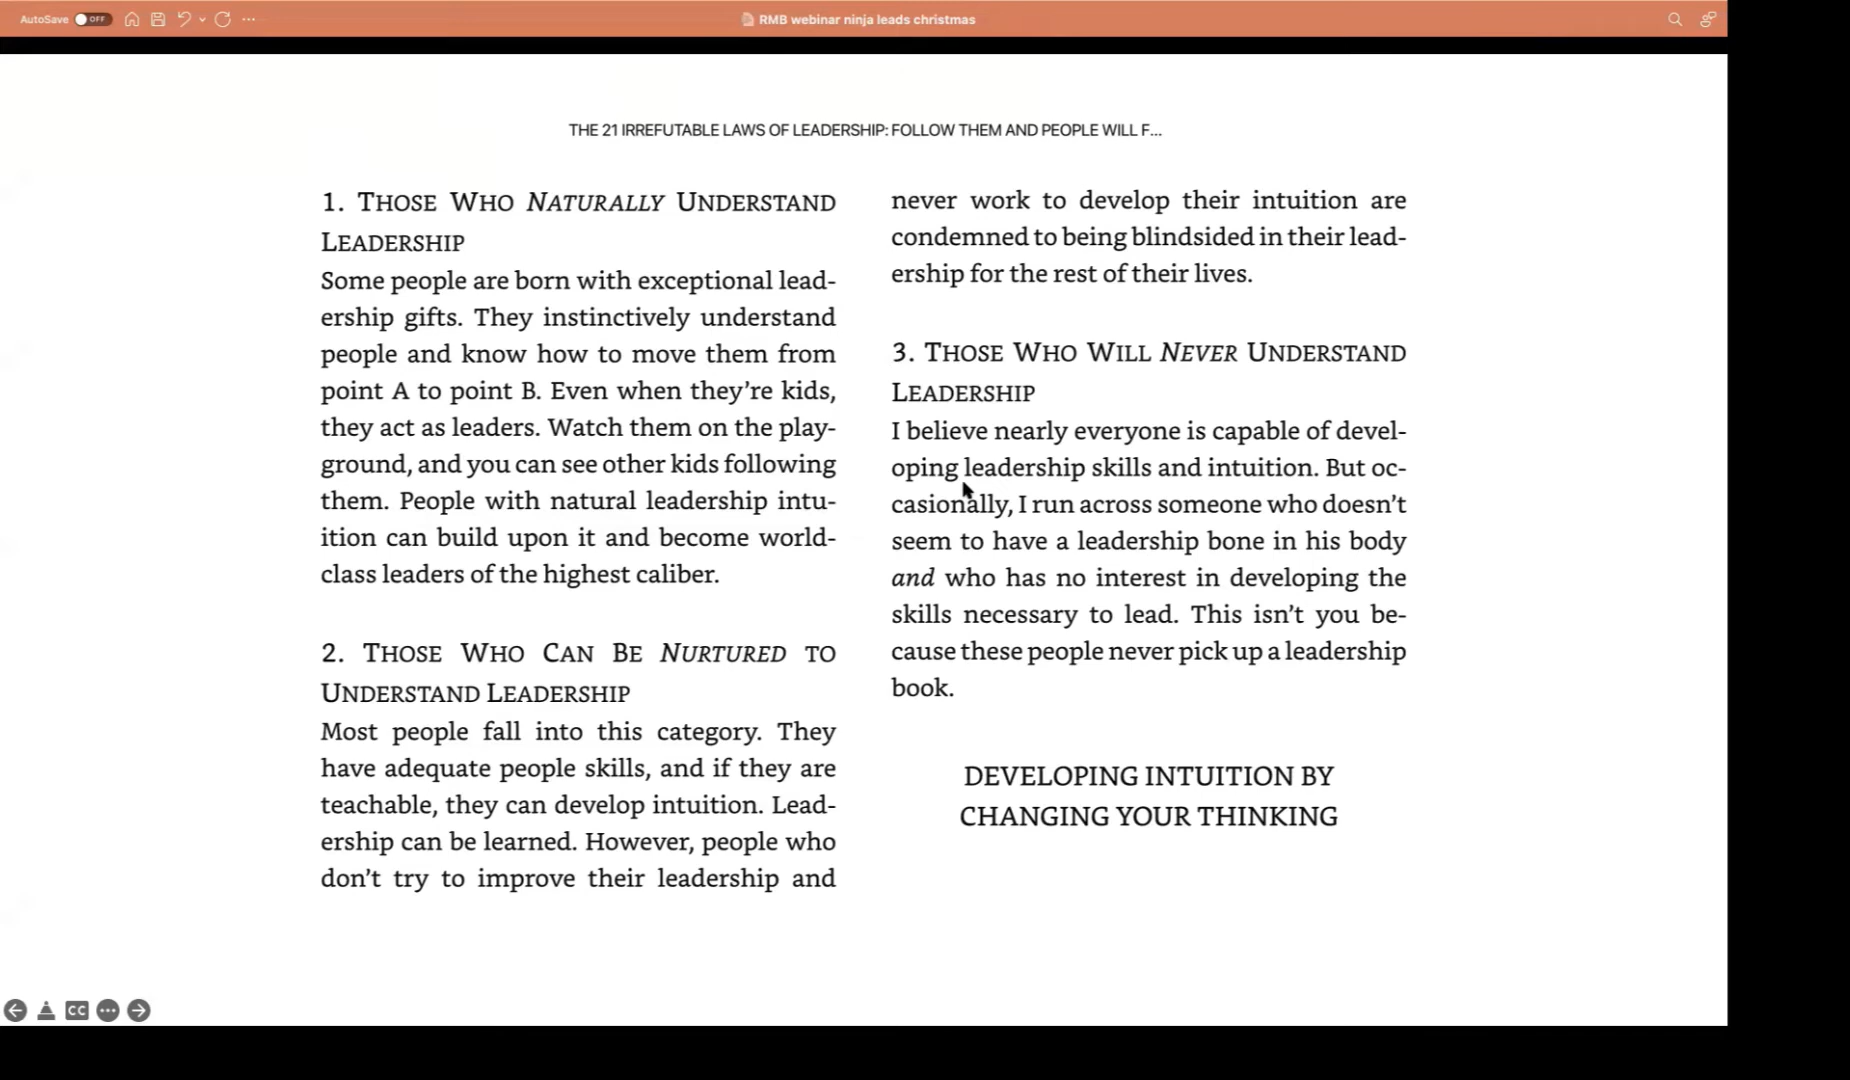 AutoSave OFF
RMB webinar ninja leads christmas
THE 21 IRREFUTABLE LAWS OF LEADERSHIP: FOLLOW THEM AND PEOPLE WILL F...
1. THOSE WHO NATURALLY UNDERSTAND
LEADERSHIP
Some people are born with exceptional lead-
ership gifts. They instinctively understand
people and know how to move them from
point A to point B. Even when they’re kids,
they act as leaders. Watch them on the play-
ground, and you can see other kids following
them. People with natural leadership intu-
ition can build upon it and become world-
class leaders of the highest caliber.
2. THOSE WHO CAN BE NURTURED TO
UNDERSTAND LEADERSHIP
Most people fall into this category. They
have adequate people skills, and if they are
teachable, they can develop intuition. Lead-
ership can be learned. However, people who
don’t try to improve their leadership and
never work to develop their intuition are
condemned to being blindsided in their lead-
ership for the rest of their lives.
3. THOSE WHO WILL NEVER UNDERSTAND
LEADERSHIP
I believe nearly everyone is capable of devel-
oping leadership skills and intuition. But oc-
casionally, I run across someone who doesn’t
seem to have a leadership bone in his body
and who has no interest in developing the
skills necessary to lead. This isn’t you be-
cause these people never pick up a leadership
book.
DEVELOPING INTUITION BY
CHANGING YOUR THINKING
CC